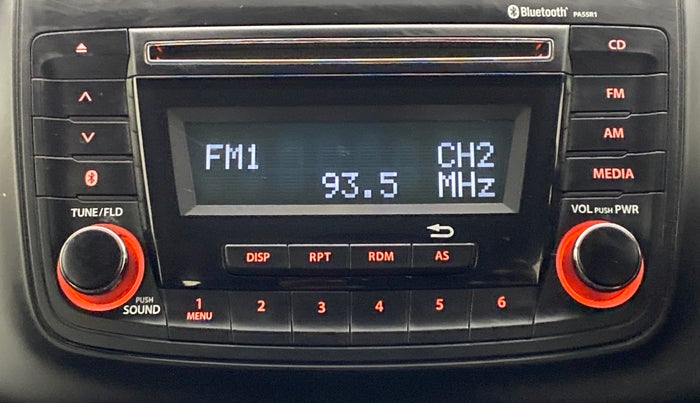 Bluetooth® PA55R1
CD
FM
AM
MEDIA
FM1 CH2
93.5 MHz
TUNE/FLD
VOL PUSH PWR
DISP RPT RDM AS
PUSH
SOUND
1 2 3 4 5 6
MENU